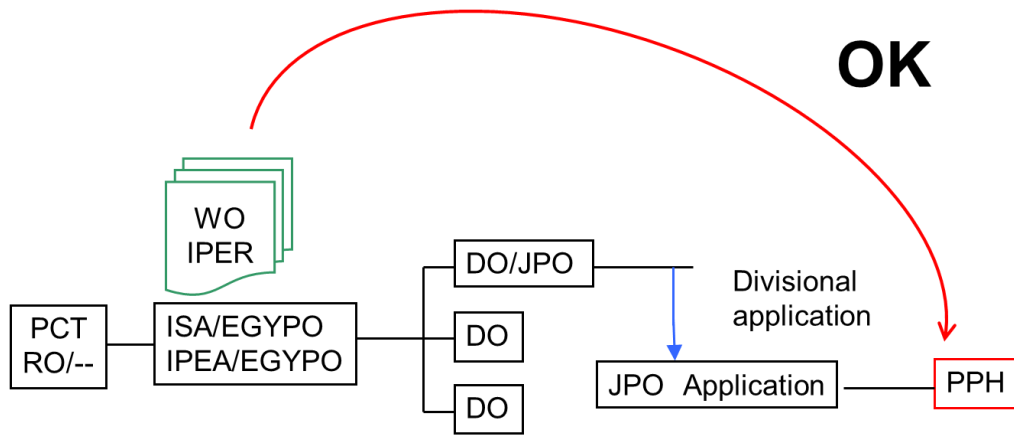 OK
WO
IPER
DO/JPO
Divisional
application
PCT
RO/--
ISA/EGYPO
IPEA/EGYPO
DO
JPO Application
PPH
DO